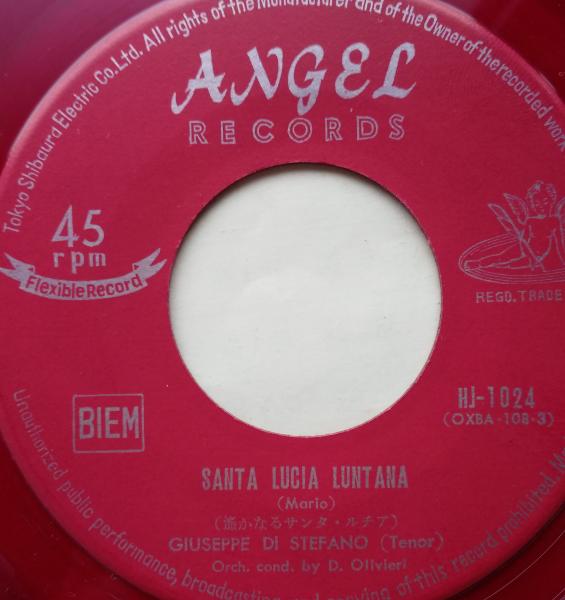 Tokyo Shibaura Electric Co.Ltd. All rights of the Manufacturer and of the Owner of the recorded work
ANGEL
RECORDS
45
rpm
Flexible Record
REGD. TRADE
BIEM
HJ-1024
(OXBA-108-3)
SANTA LUCIA LUNTANA
(Mario)
(遙かなるサンタ・ルチア)
GIUSEPPE DI STEFANO (Tenor)
Orch. cond. by D. Olivieri
Unauthorized public performance, broadcasting and copying of this record prohibited.